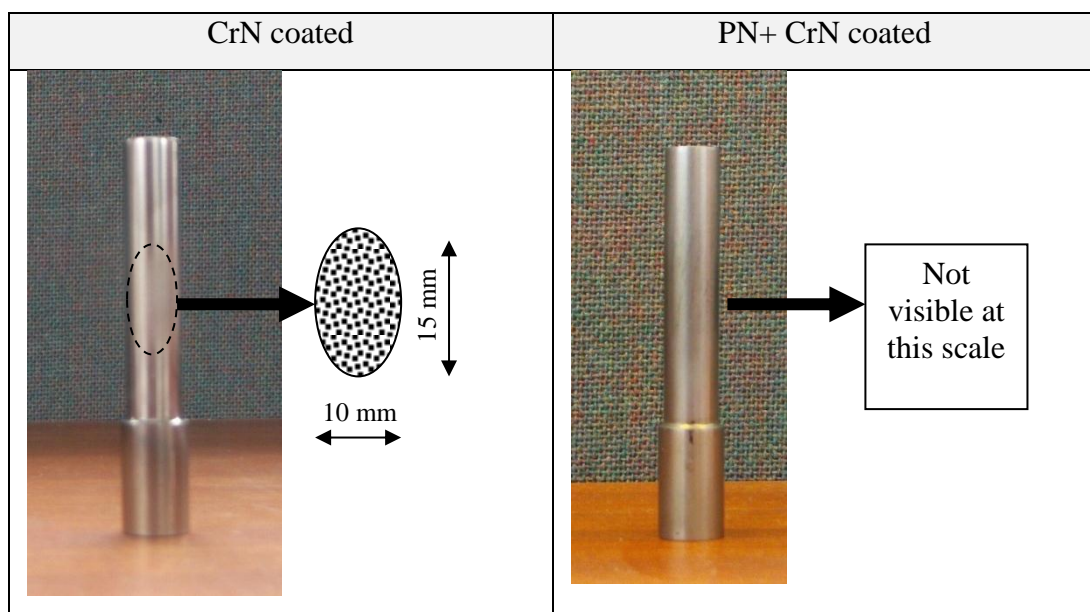 CrN coated
PN+ CrN coated
15 mm
10 mm
Not
visible at
this scale